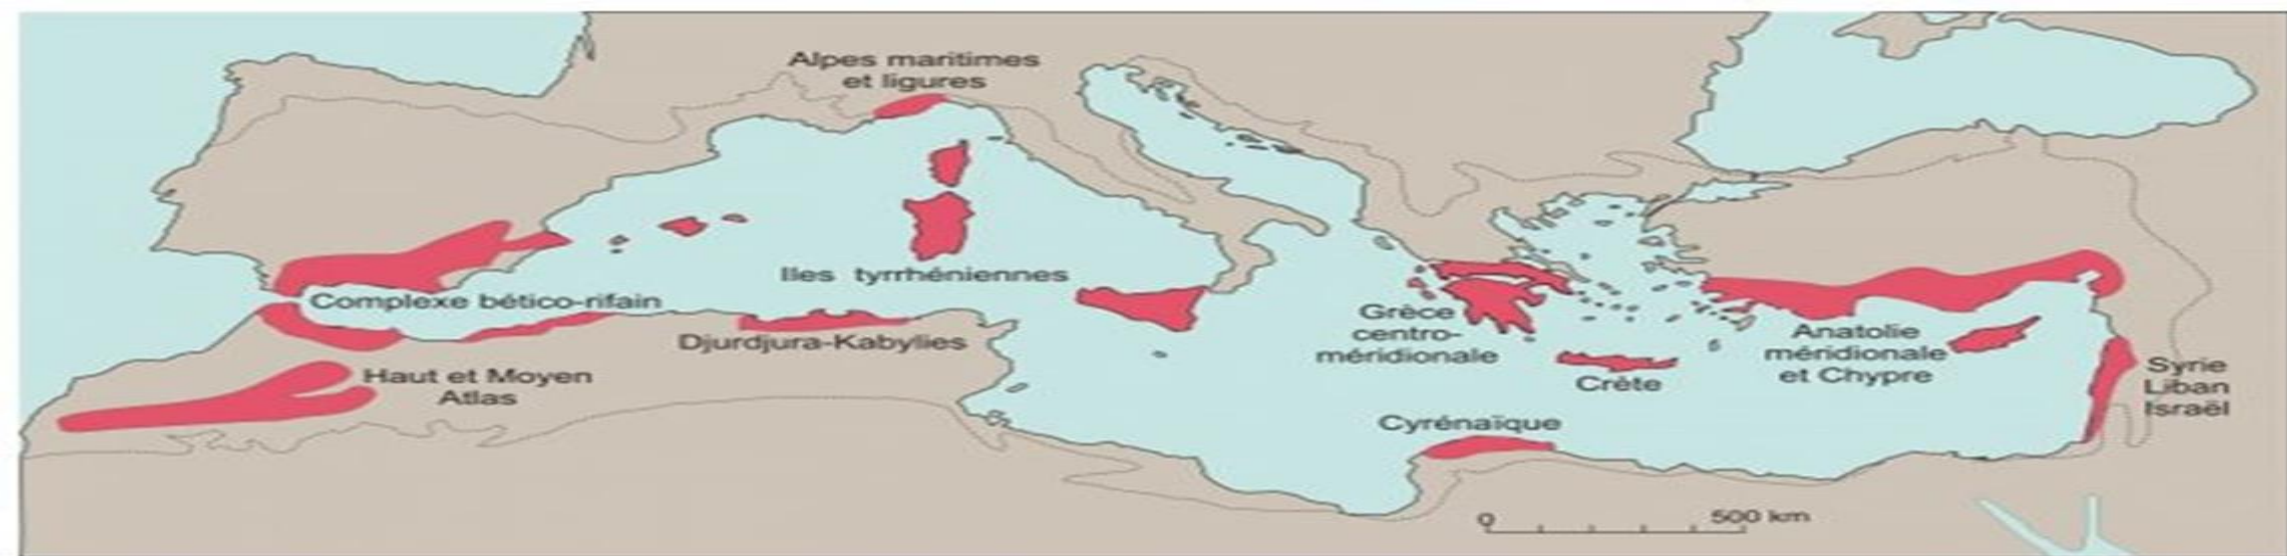 Alpes maritimes
et ligures
Iles tyrrhéniennes
Complexe bético-rifain
Djurdjura-Kabylies
Haut et Moyen
Atlas
Grèce
centro-
méridionale
Crète
Anatolie
méridionale
et Chypre
Syrie
Liban
Israël
Cyrénaïque
0
500 km